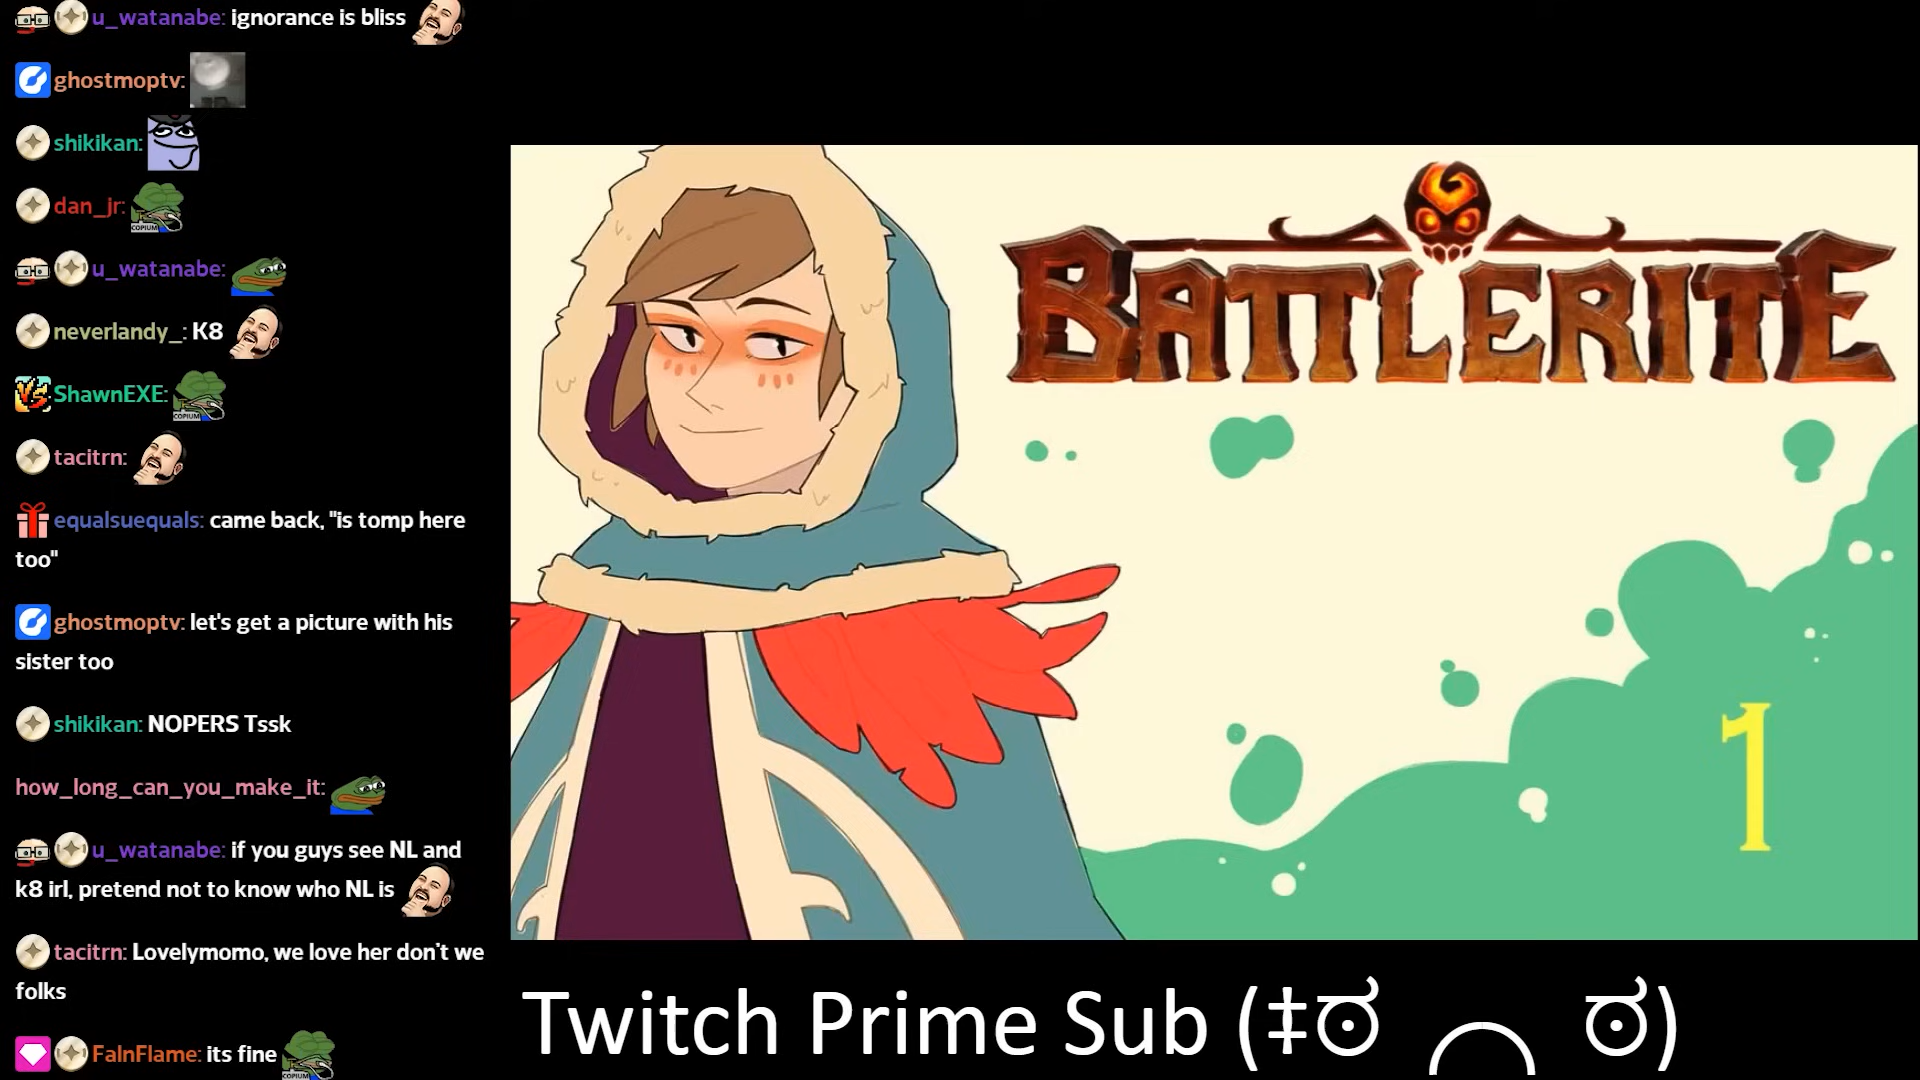 u_watanabe: ignorance is bliss
ghostmoptv:
shikikan:
dan_jr:
COPIUM
u_watanabe:
neverlandy_: K8
ShawnEXE:
COPIUM
tacitrn:
equalsuequals: came back, "is tomp here
too"
ghostmoptv: let's get a picture with his
sister too
shikikan: NOPERS Tssk
how_long_can_you_make_it:
u_watanabe: if you guys see NL and
k8 irl, pretend not to know who NL is
tacitrn: Lovelymomo, we love her don't we
folks
FalnFlame: its fine
COPIUM
BATTLERITE
1
Twitch Prime Sub (‡ಠ ╭╮ ಠ)